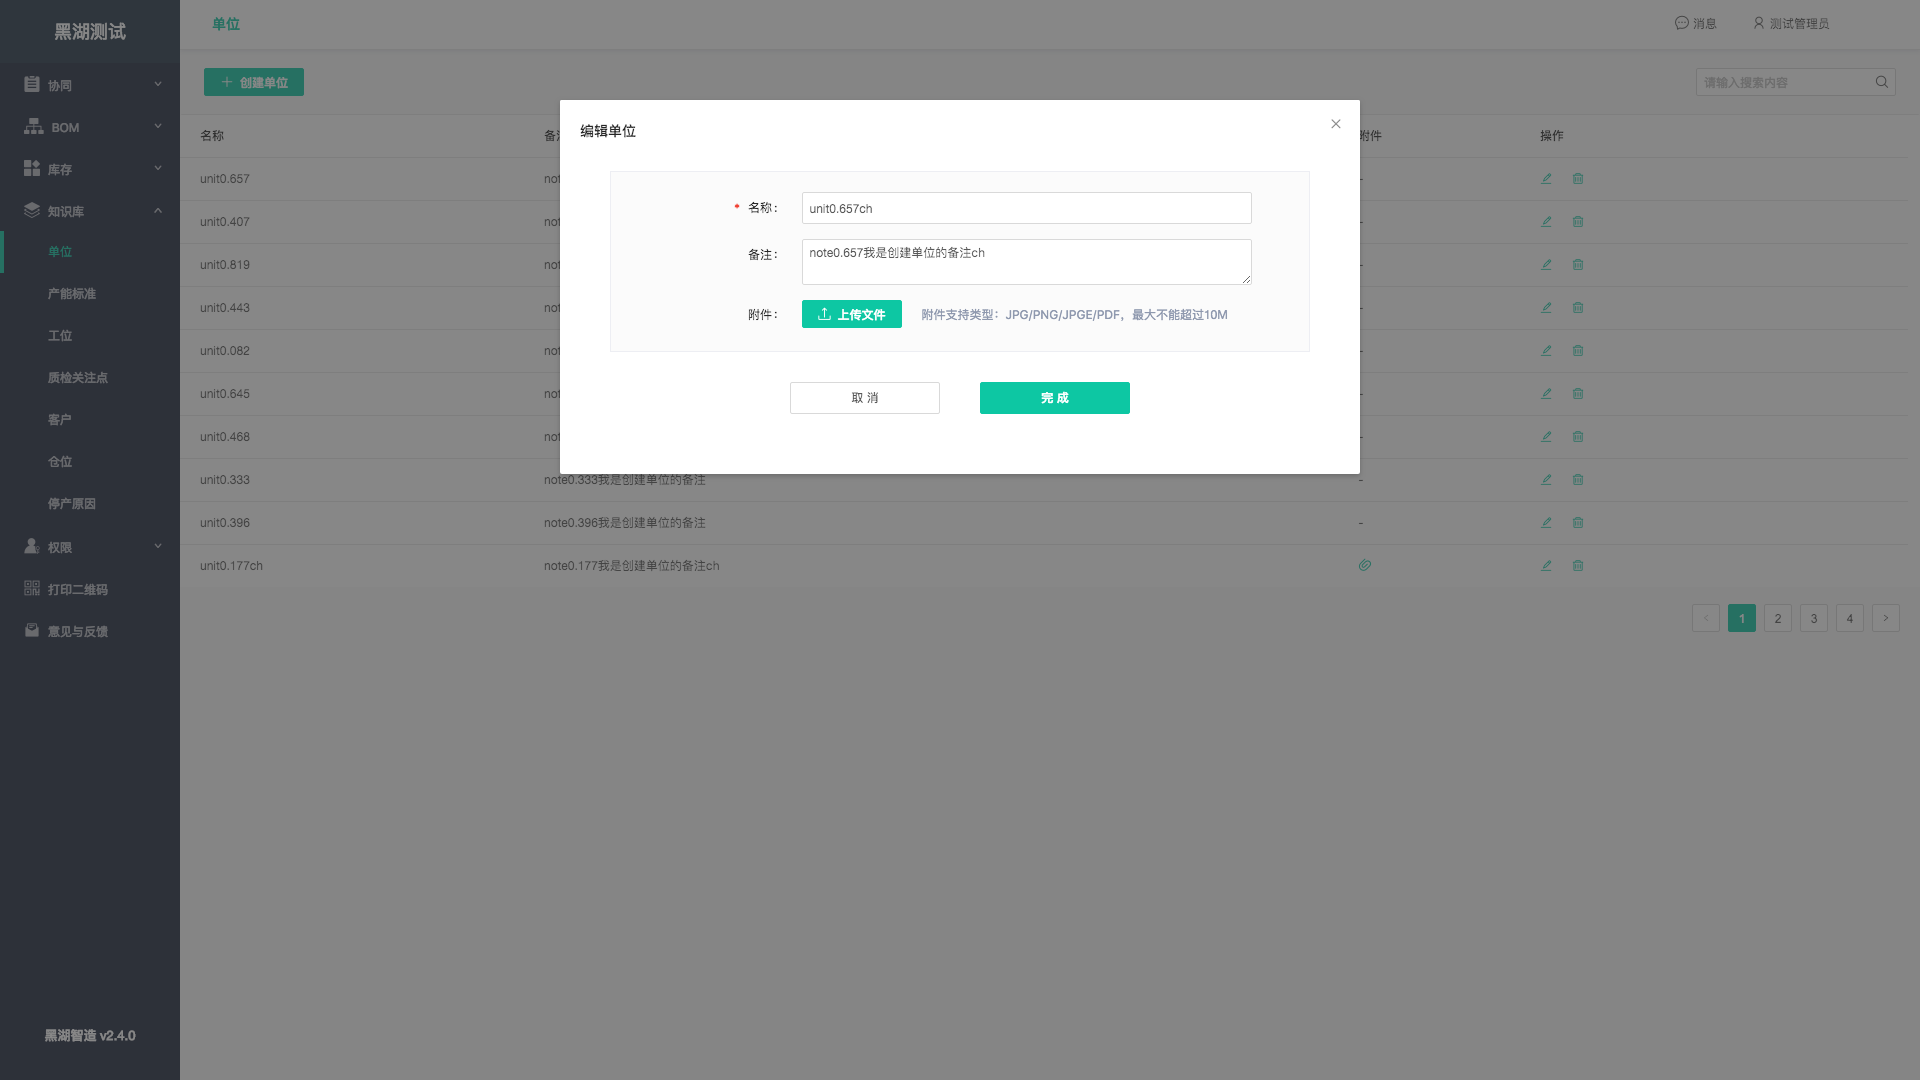 黑湖测试
单位
消息
测试管理员
协同
BOM
库存
知识库
单位
产能标准
工位
质检关注点
客户
仓位
停产原因
权限
打印二维码
意见与反馈
黑湖智造 v2.4.0
创建单位
请输入搜索内容
名称
附件
操作
unit0.657
-
unit0.407
-
unit0.819
-
unit0.443
-
unit0.082
-
unit0.645
-
unit0.468
-
unit0.333
note0.333我是创建单位的备注
-
unit0.396
note0.396我是创建单位的备注
-
unit0.177ch
note0.177我是创建单位的备注ch
< 1 2 3 4 >
编辑单位
* 名称： unit0.657ch
备注： note0.657我是创建单位的备注ch
附件： 上传文件 附件支持类型：JPG/PNG/JPGE/PDF，最大不能超过10M
取 消
完 成